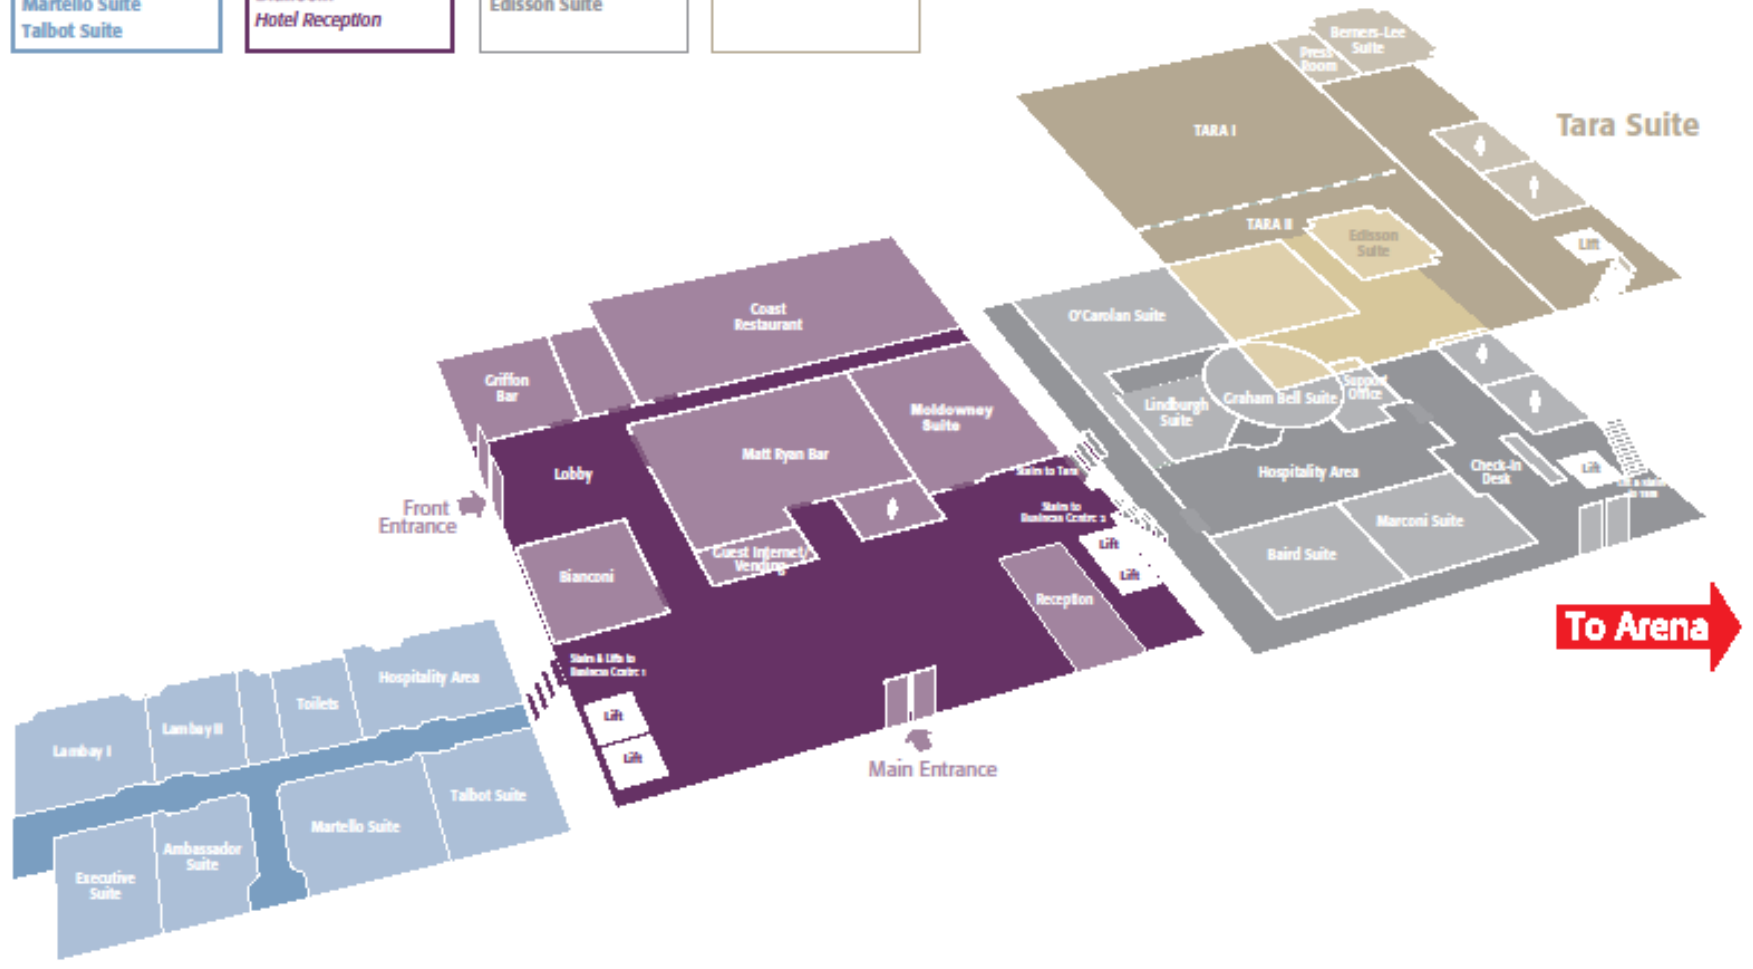 Martello Suite
Talbot Suite
Hotel Reception
Edisson Suite
Berners-Lee
Suite
Press
Room
TARA I
Tara Suite
TARA II
Edisson
Suite
Lift
O'Carolan Suite
Coast
Restaurant
Griffon
Bar
Support
Office
Graham Bell Suite
Lindburgh
Suite
Moldowney
Suite
Matt Ryan Bar
Lobby
Stairs to Tara
Hospitality Area
Check-In
Desk
Lift
Front
Entrance
Stairs to
Business Centre 2
Marconi Suite
Baird Suite
Lift
Lift
Guest Internet/
Vending
Bianconi
Reception
To Arena
Stairs & Lifts to
Business Centre 1
Hospitality Area
Toilets
Lambay II
Lambay I
Lift
Lift
Main Entrance
Talbot Suite
Martello Suite
Ambassador
Suite
Executive
Suite